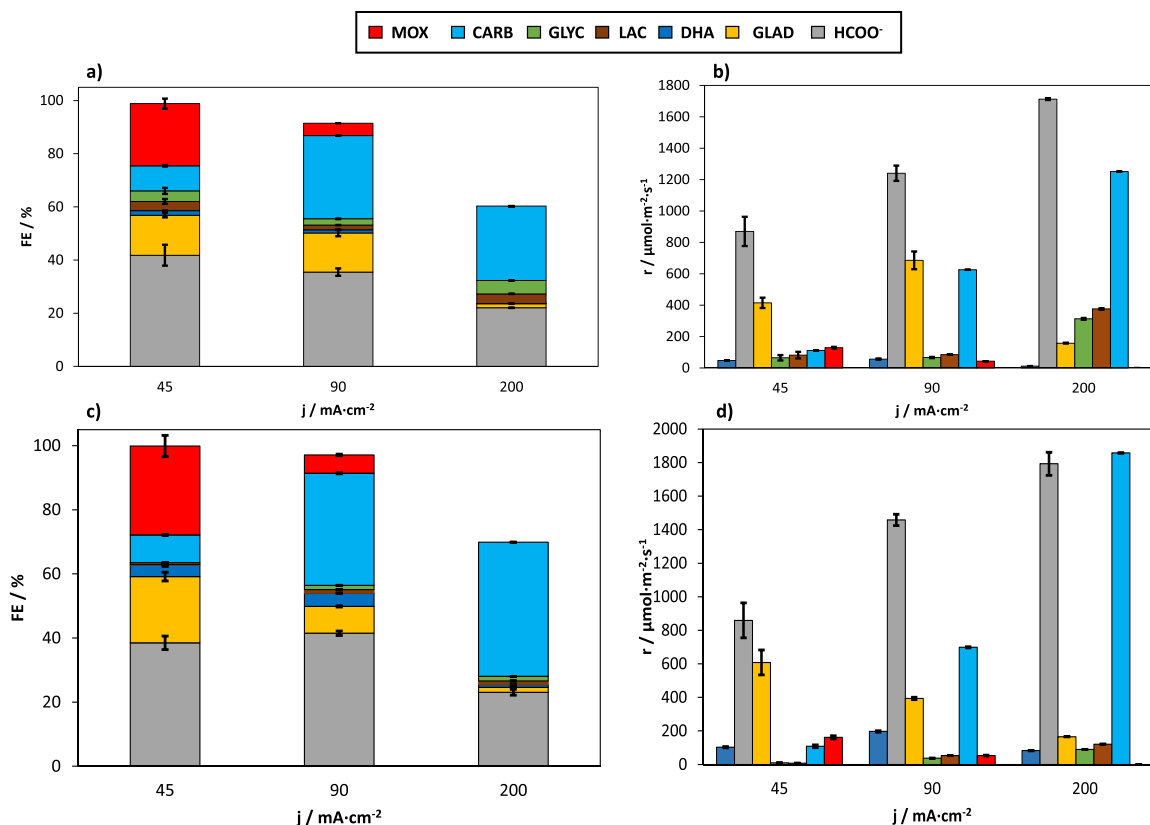 MOX CARB GLYC LAC DHA GLAD HCOO⁻
a)
FE / %
100
80
60
40
20
0
45 90 200
j / mA·cm⁻²
b)
r / µmol·m⁻²·s⁻¹
1800
1600
1400
1200
1000
800
600
400
200
0
45 90 200
j / mA·cm⁻²
c)
FE / %
100
80
60
40
20
0
45 90 200
j / mA·cm⁻²
d)
r / µmol·m⁻²·s⁻¹
2000
1800
1600
1400
1200
1000
800
600
400
200
0
45 90 200
j / mA·cm⁻²